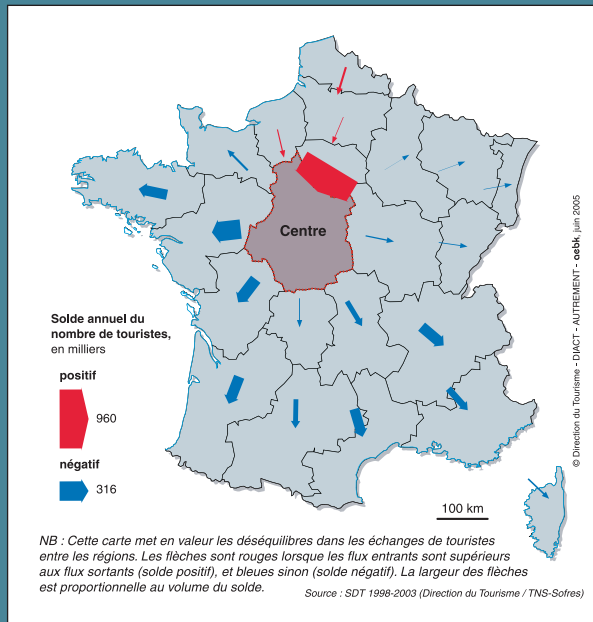 Centre
Solde annuel du
nombre de touristes,
en milliers
positif
960
négatif
316
100 km
© Direction du Tourisme - DIACT - AUTREMENT - oebk, juin 2005
NB : Cette carte met en valeur les déséquilibres dans les échanges de touristes
entre les régions. Les flèches sont rouges lorsque les flux entrants sont supérieurs
aux flux sortants (solde positif), et bleues sinon (solde négatif). La largeur des flèches
est proportionnelle au volume du solde.
Source : SDT 1998-2003 (Direction du Tourisme / TNS-Sofres)